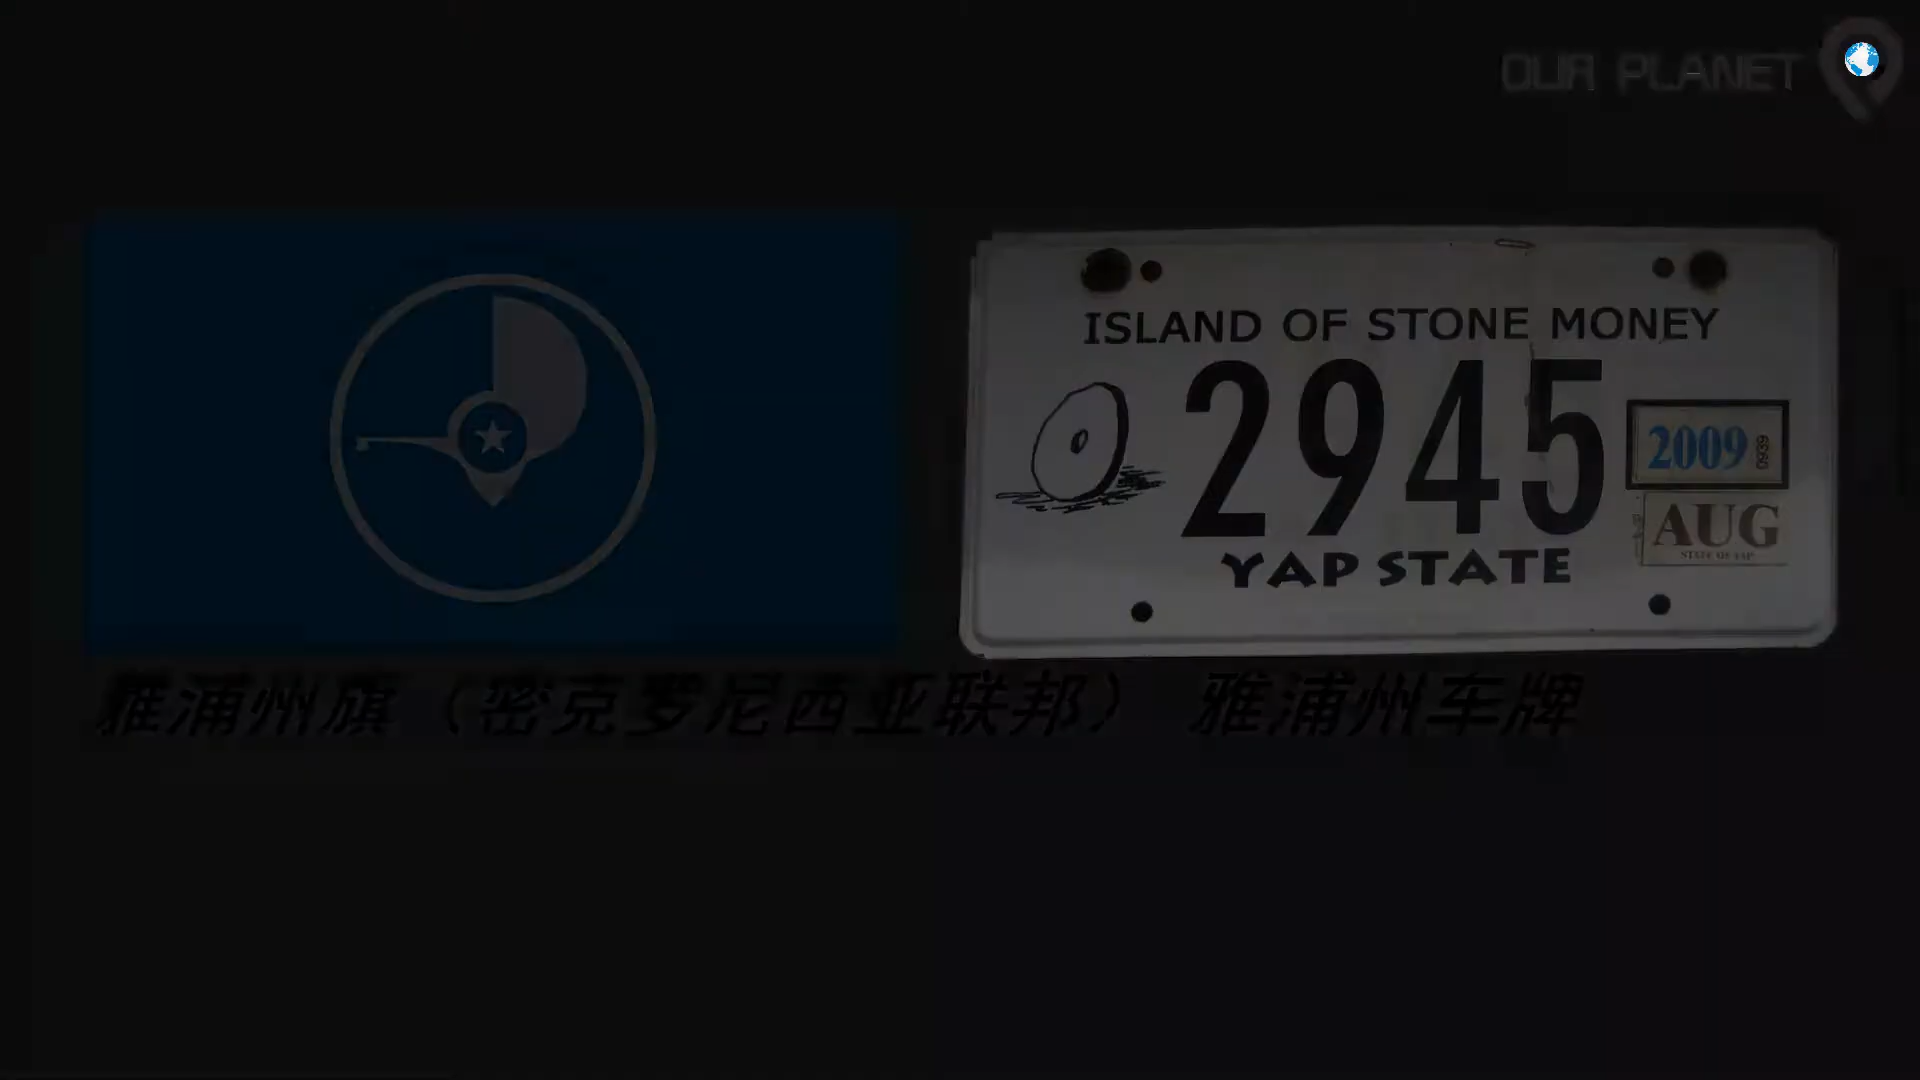 OUR PLANET
ISLAND OF STONE MONEY
2945
2009
0939
AUG
STATE OF YAP
YAP STATE
雅浦州旗（密克罗尼西亚联邦） 雅浦州车牌